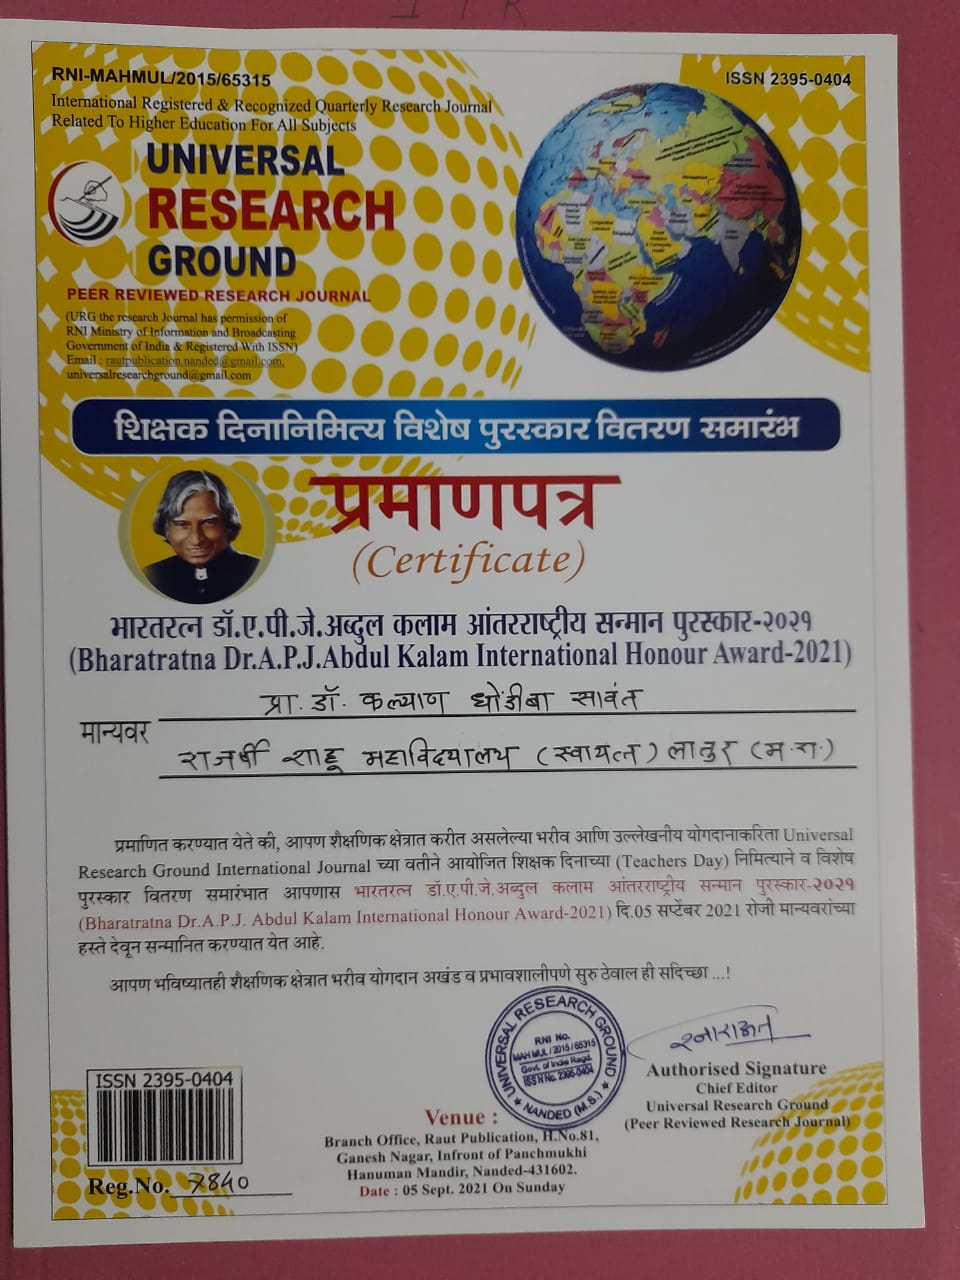 RNI-MAHMUL/2015/65315
ISSN 2395-0404
International Registered & Recognized Quarterly Research Journal
Related To Higher Education For All Subjects
UNIVERSAL
RESEARCH
GROUND
PEER REVIEWED RESEARCH JOURNAL
(URG the research Journal has permission of
RNI Ministry of Information and Broadcasting
Government of India & Registered With ISSN)
Email : rautpublication.nanded@gmail.com,
universalresearchground@gmail.com
शिक्षक दिनानिमित्य विशेष पुरस्कार वितरण समारंभ
प्रमाणपत्र
(Certificate)
भारतरत्न डॉ.ए.पी.जे.अब्दुल कलाम आंतरराष्ट्रीय सन्मान पुरस्कार-२०२१
(Bharatratna Dr.A.P.J.Abdul Kalam International Honour Award-2021)
प्रा. डॉ. कल्याण धोंडीबा सावंत
मान्यवर
राजर्षी शाहू महाविदयालय (स्वायत्त) लातुर (म.रा.)
प्रमाणित करण्यात येते की, आपण शैक्षणिक क्षेत्रात करीत असलेल्या भरीव आणि उल्लेखनीय योगदानाकरिता Universal
Research Ground International Journal च्या वतीने आयोजित शिक्षक दिनाच्या (Teachers Day) निमित्याने व विशेष
पुरस्कार वितरण समारंभात आपणास भारतरत्न डॉ.ए.पी.जे.अब्दुल कलाम आंतरराष्ट्रीय सन्मान पुरस्कार-२०२१
(Bharatratna Dr.A.P.J. Abdul Kalam International Honour Award-2021) दि.05 सप्टेंबर 2021 रोजी मान्यवरांच्या
हस्ते देवून सन्मानित करण्यात येत आहे.
आपण भविष्यातही शैक्षणिक क्षेत्रात भरीव योगदान अखंड व प्रभावशालीपणे सुरु ठेवाल ही सदिच्छा ...!
UNIVERSAL RESEARCH GROUND
RNI No.
MAH MUL / 2015 / 65315
Govt. of India Regd.
ISSN No. 2395-0404
NANDED (M.S.)
Authorised Signature
Chief Editor
Universal Research Ground
(Peer Reviewed Research Journal)
ISSN 2395-0404
Reg.No. 7840
Venue :
Branch Office, Raut Publication, H.No.81,
Ganesh Nagar, Infront of Panchmukhi
Hanuman Mandir, Nanded-431602.
Date : 05 Sept. 2021 On Sunday